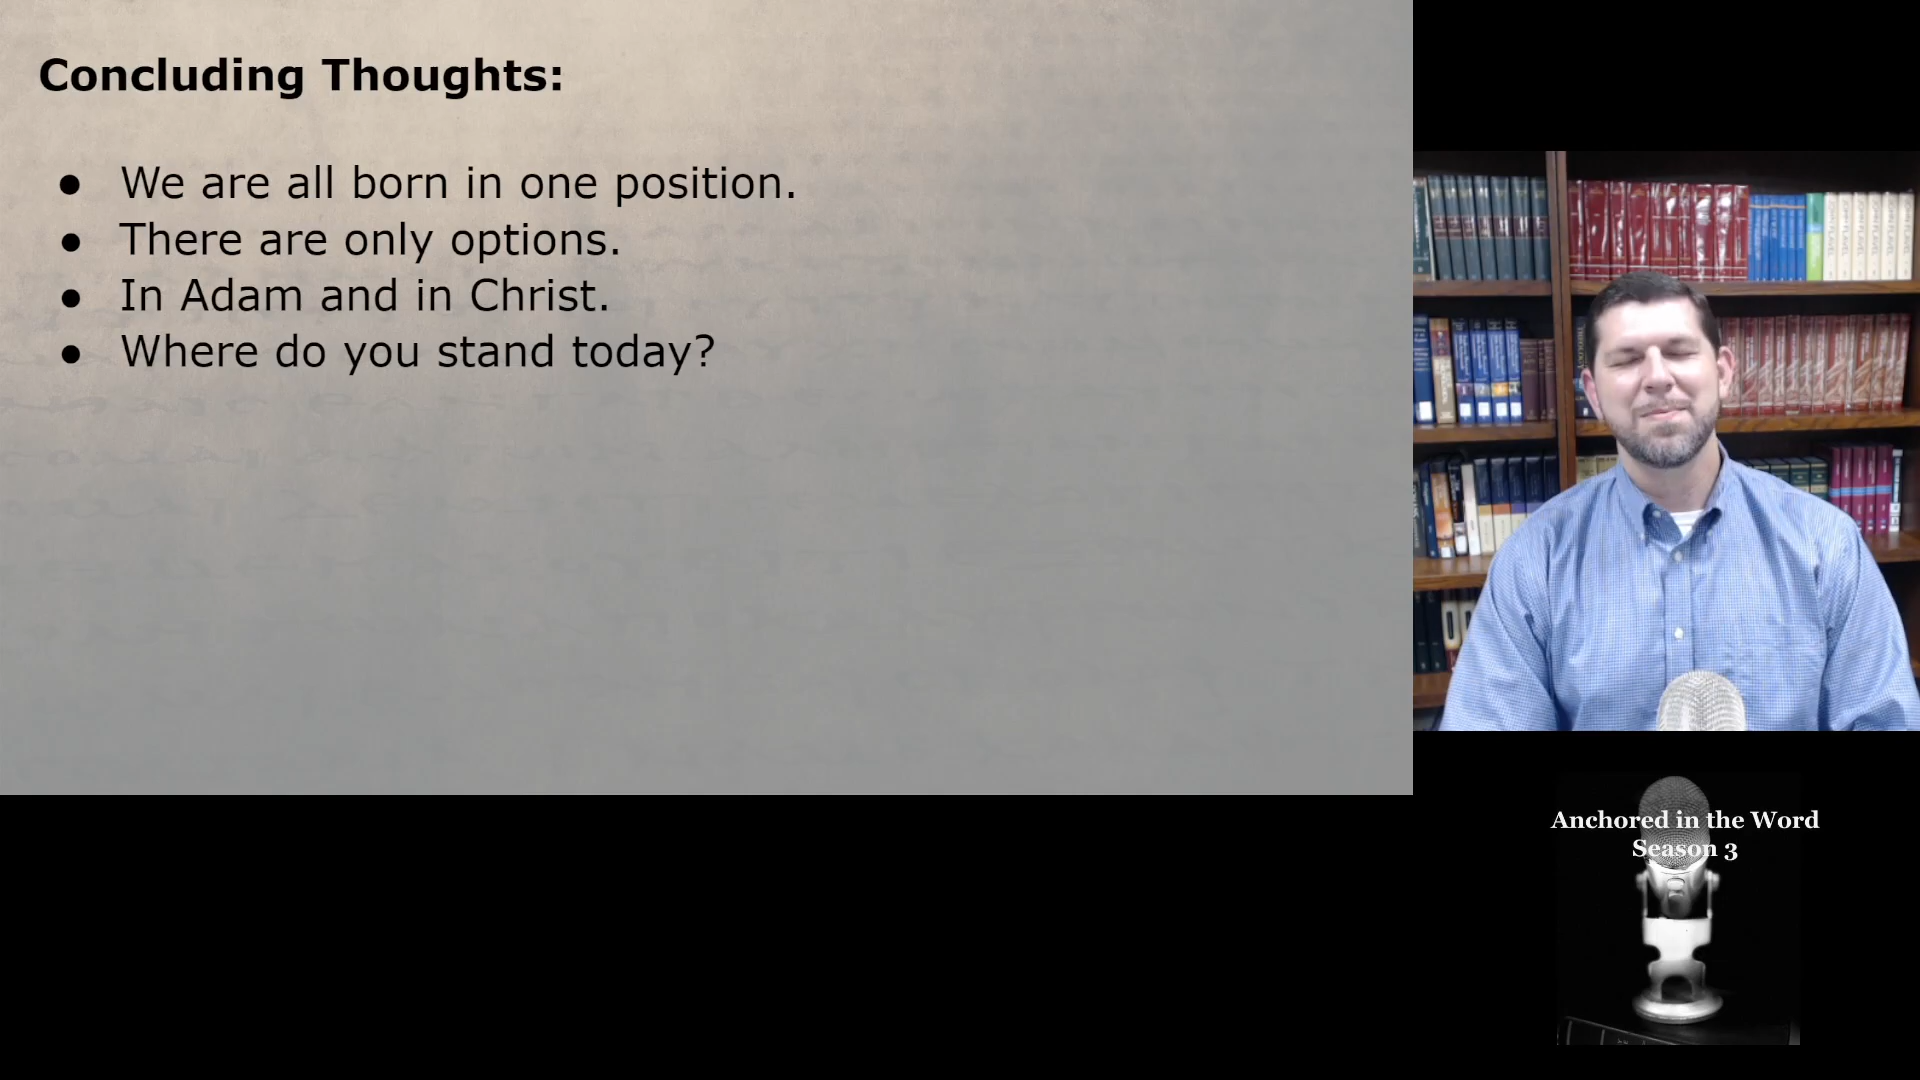 Concluding Thoughts:
● We are all born in one position.
● There are only options.
● In Adam and in Christ.
● Where do you stand today?
Anchored in the Word
Season 3